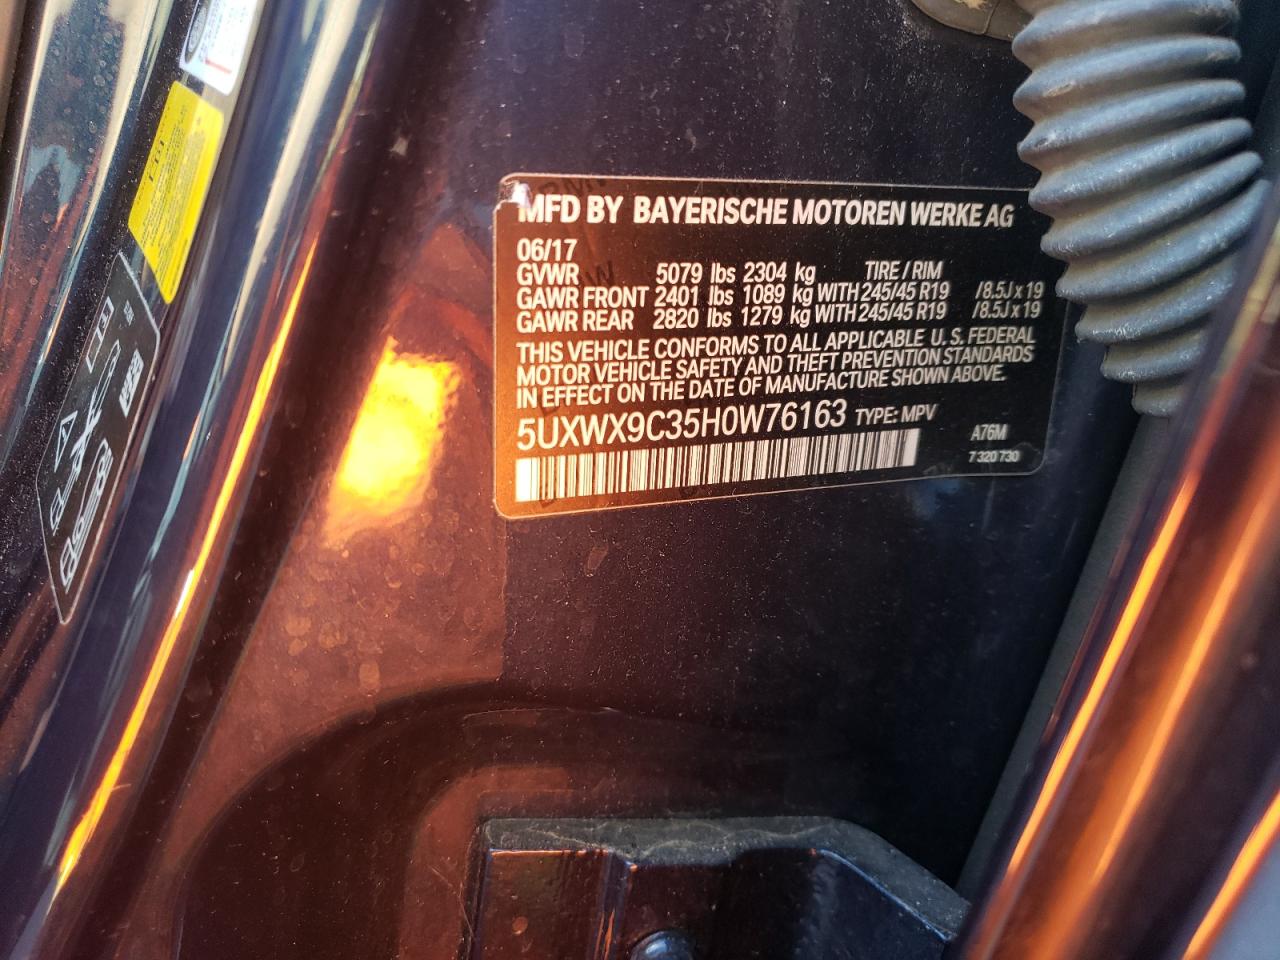 MFD BY BAYERISCHE MOTOREN WERKE AG
06/17
GVWR 5079 lbs 2304 kg TIRE / RIM
GAWR FRONT 2401 lbs 1089 kg WITH 245/45 R19 /8.5J x 19
GAWR REAR 2820 lbs 1279 kg WITH 245/45 R19 /8.5J x 19
THIS VEHICLE CONFORMS TO ALL APPLICABLE U.S. FEDERAL
MOTOR VEHICLE SAFETY AND THEFT PREVENTION STANDARDS
IN EFFECT ON THE DATE OF MANUFACTURE SHOWN ABOVE.
5UXWX9C35H0W76163 TYPE: MPV
A76M
7 320 730